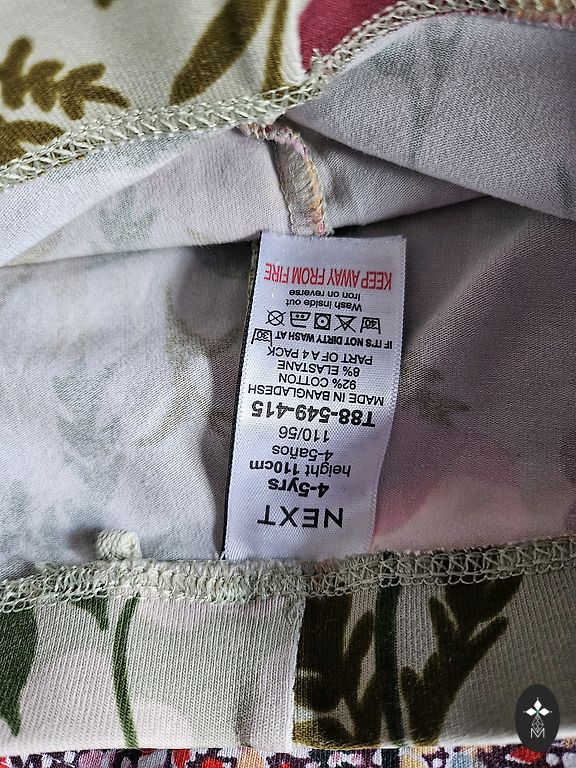 NEXT
4-5yrs
height 110cm
4-5años
110/56
T88-549-415
MADE IN BANGLADESH
92% COTTON
8% ELASTANE
PART OF A 4 PACK
IF IT'S NOT DIRTY WASH AT 30
40
Wash inside out
Iron on reverse
KEEP AWAY FROM FIRE
M